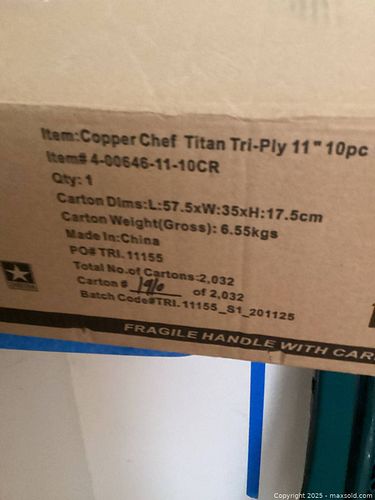 Item:Copper Chef Titan Tri-Ply 11" 10pc
Item# 4-00646-11-10CR
Qty: 1
Carton Dims:L:57.5xW:35xH:17.5cm
Carton Weight(Gross): 6.55kgs
Made In:China
PO# TRI.11155
Total No.of Cartons:2,032
Carton # of 2,032
Batch Code#TRI.11155_S1_201125
FRAGILE HANDLE WITH CAR
Copyright 2025 - maxsold.com